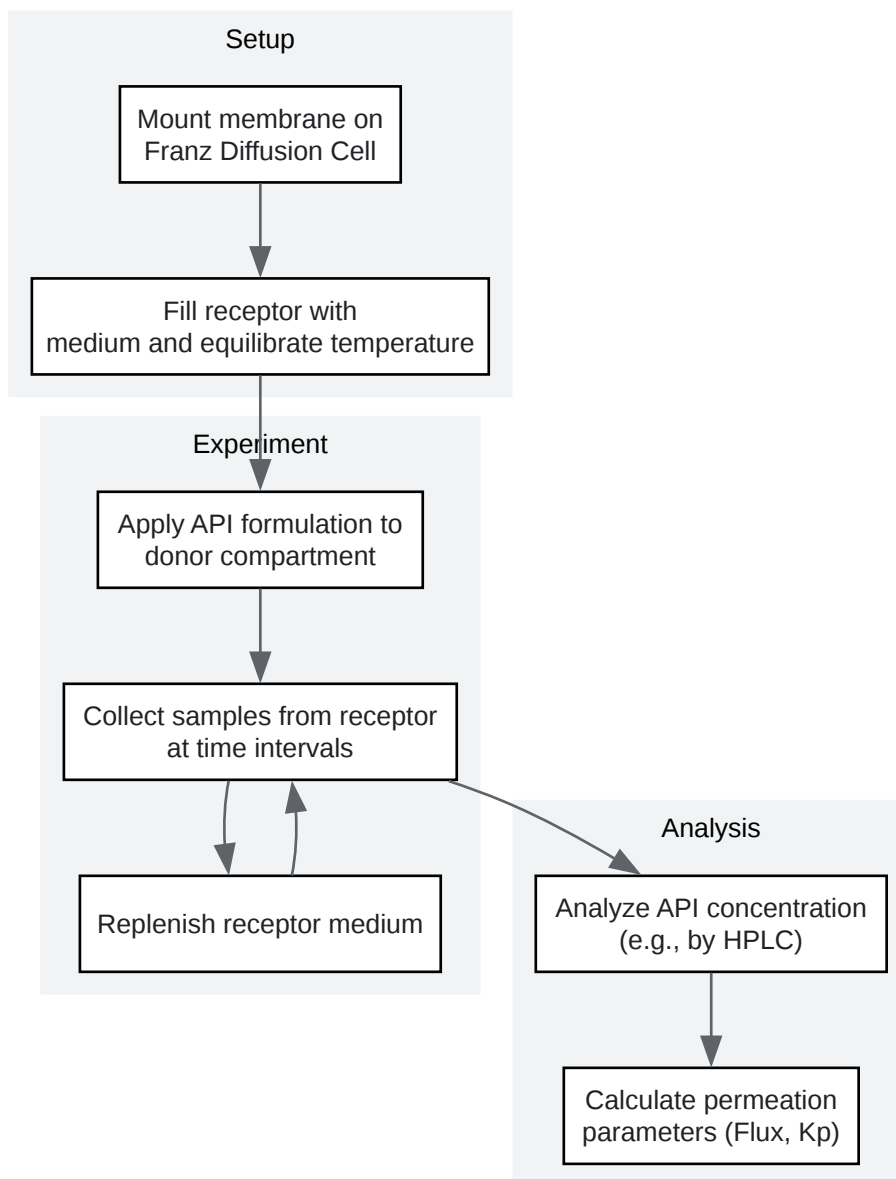 Setup
Mount membrane on
Franz Diffusion Cell
Fill receptor with
medium and equilibrate temperature
Experiment
Apply API formulation to
donor compartment
Collect samples from receptor
at time intervals
Replenish receptor medium
Analysis
Analyze API concentration
(e.g., by HPLC)
Calculate permeation
parameters (Flux, Kp)